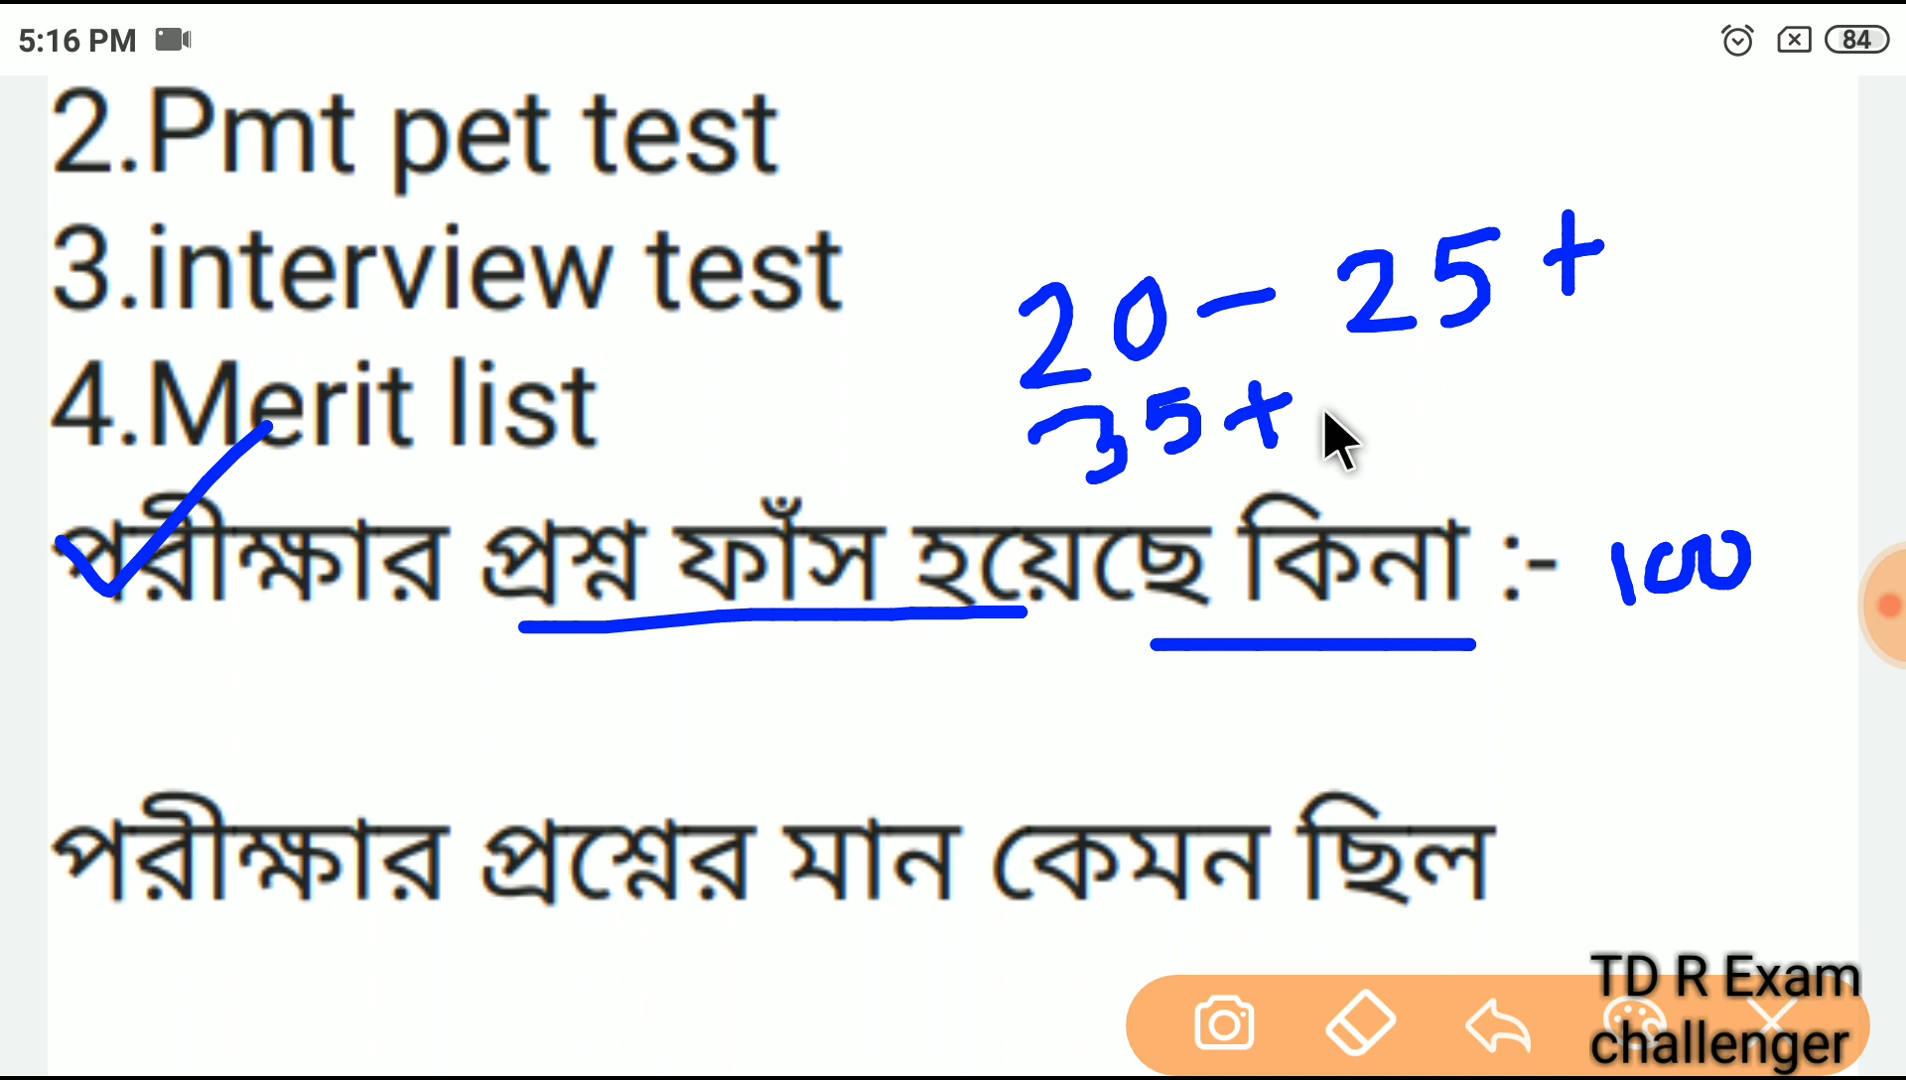 5:16 PM
84
2.Pmt pet test
3.interview test
20 - 25 +
4.Merit list
35 +
পরীক্ষার প্রশ্ন ফাঁস হয়েছে কিনা :- 100
পরীক্ষার প্রশ্নের মান কেমন ছিল
TD R Exam
challenger